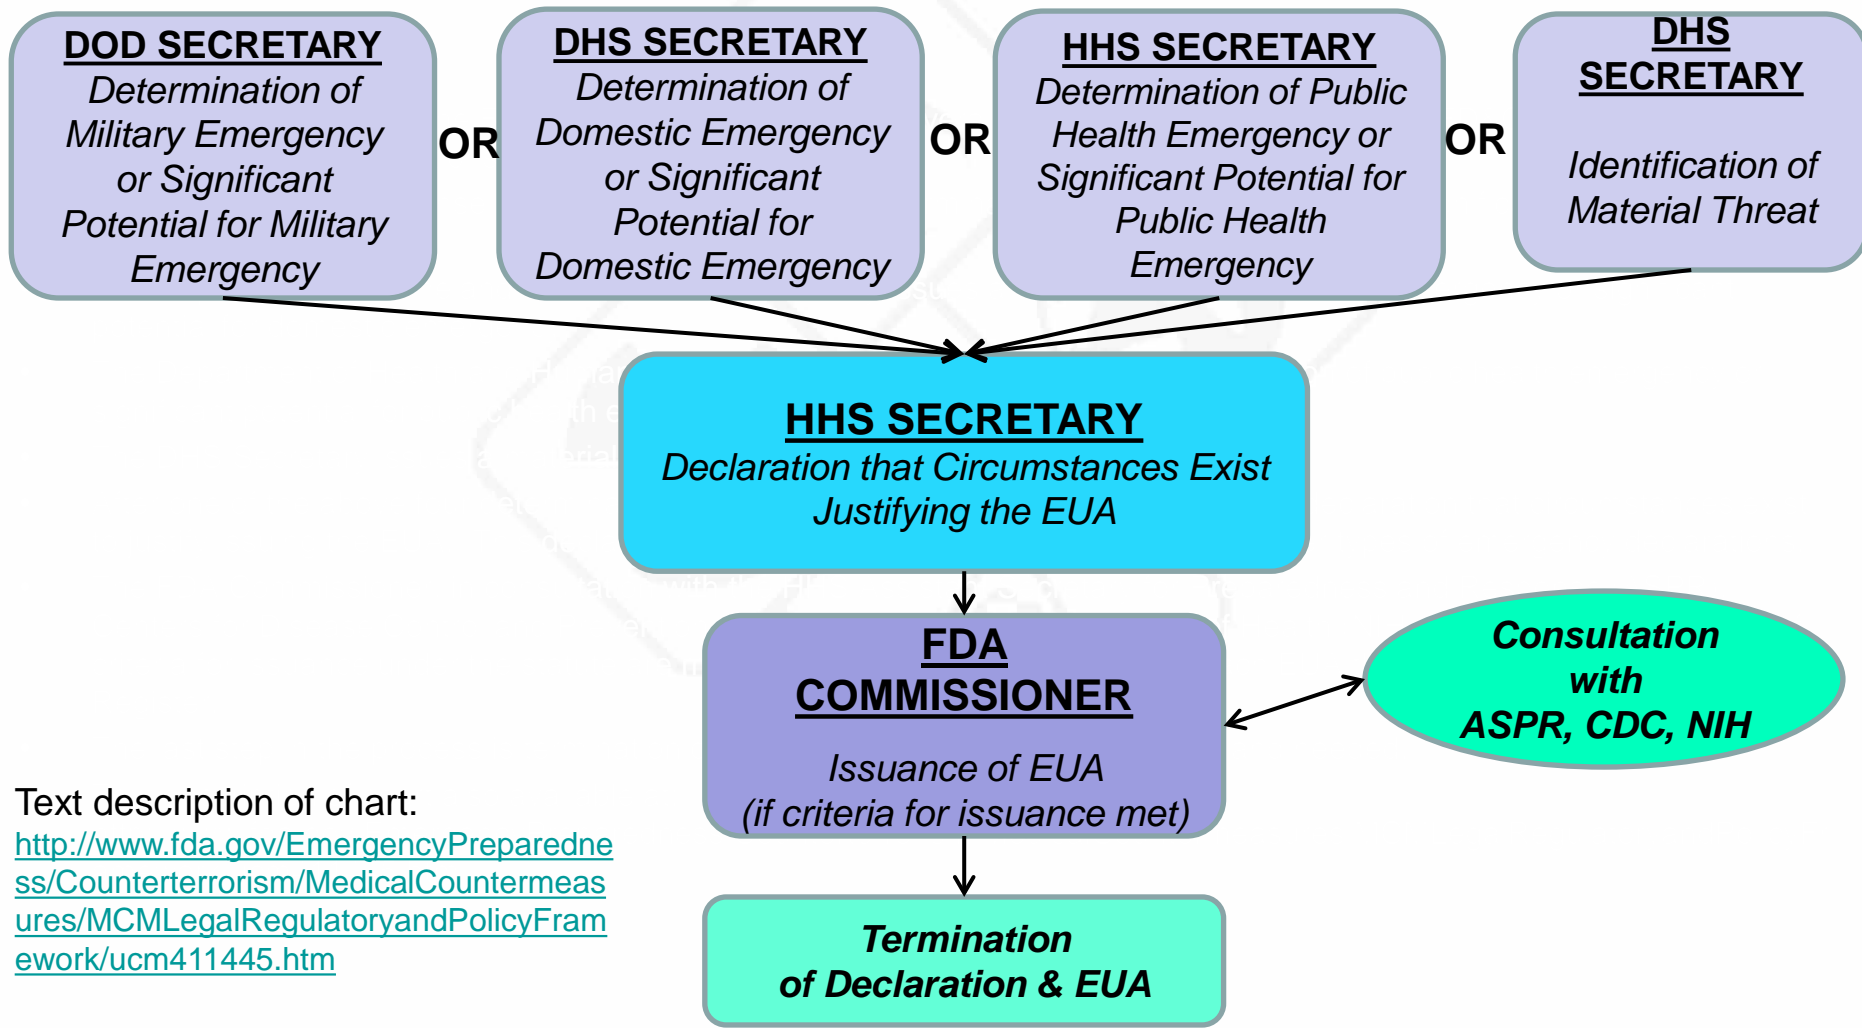 DOD SECRETARY
Determination of
Military Emergency
or Significant
Potential for Military
Emergency
OR
DHS SECRETARY
Determination of
Domestic Emergency
or Significant
Potential for
Domestic Emergency
OR
HHS SECRETARY
Determination of Public
Health Emergency or
Significant Potential for
Public Health
Emergency
OR
DHS
SECRETARY
Identification of
Material Threat
HHS SECRETARY
Declaration that Circumstances Exist
Justifying the EUA
FDA
COMMISSIONER
Issuance of EUA
(if criteria for issuance met)
Consultation
with
ASPR, CDC, NIH
Termination
of Declaration & EUA
Text description of chart:
http://www.fda.gov/EmergencyPreparedne
ss/Counterterrorism/MedicalCountermeas
ures/MCMLegalRegulatoryandPolicyFram
ework/ucm411445.htm